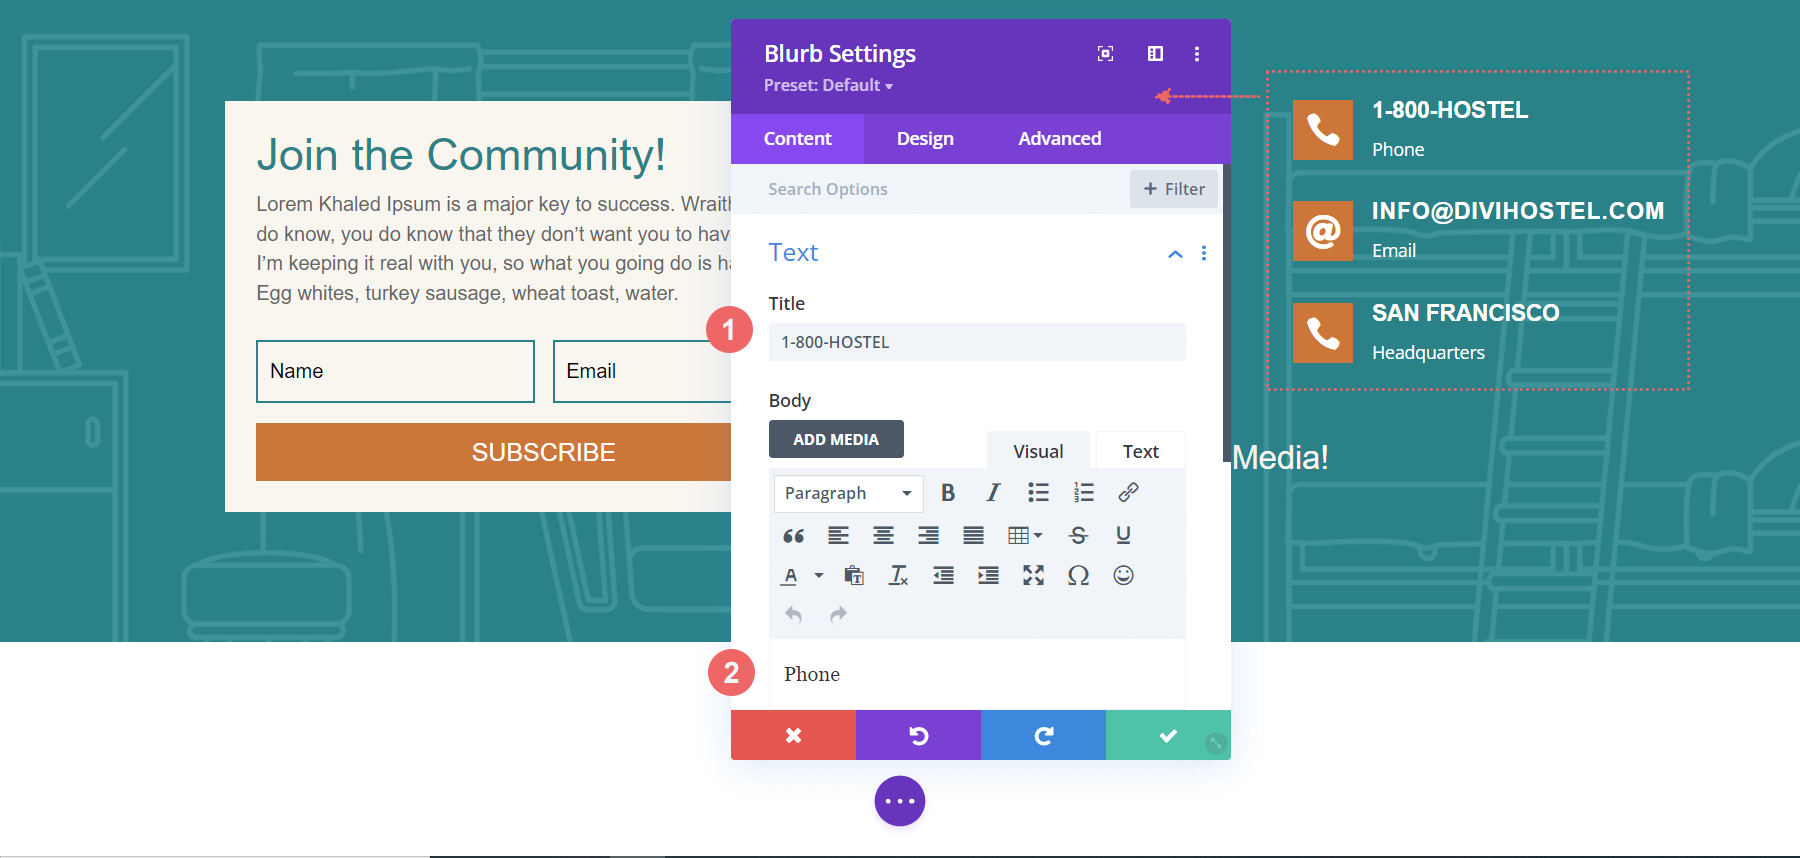 Join the Community!
Lorem Khaled Ipsum is a major key to success. Wraith
do know, you do know that they don't want you to hav
I'm keeping it real with you, so what you going do is ha
Egg whites, turkey sausage, wheat toast, water.
Name
Email
SUBSCRIBE
Blurb Settings
Preset: Default
Content
Design
Advanced
Search Options
+ Filter
Text
Title
1
1-800-HOSTEL
Body
ADD MEDIA
Visual
Text
Paragraph
B
I
2
Phone
1-800-HOSTEL
Phone
@
INFO@DIVIHOSTEL.COM
Email
SAN FRANCISCO
Headquarters
Media!